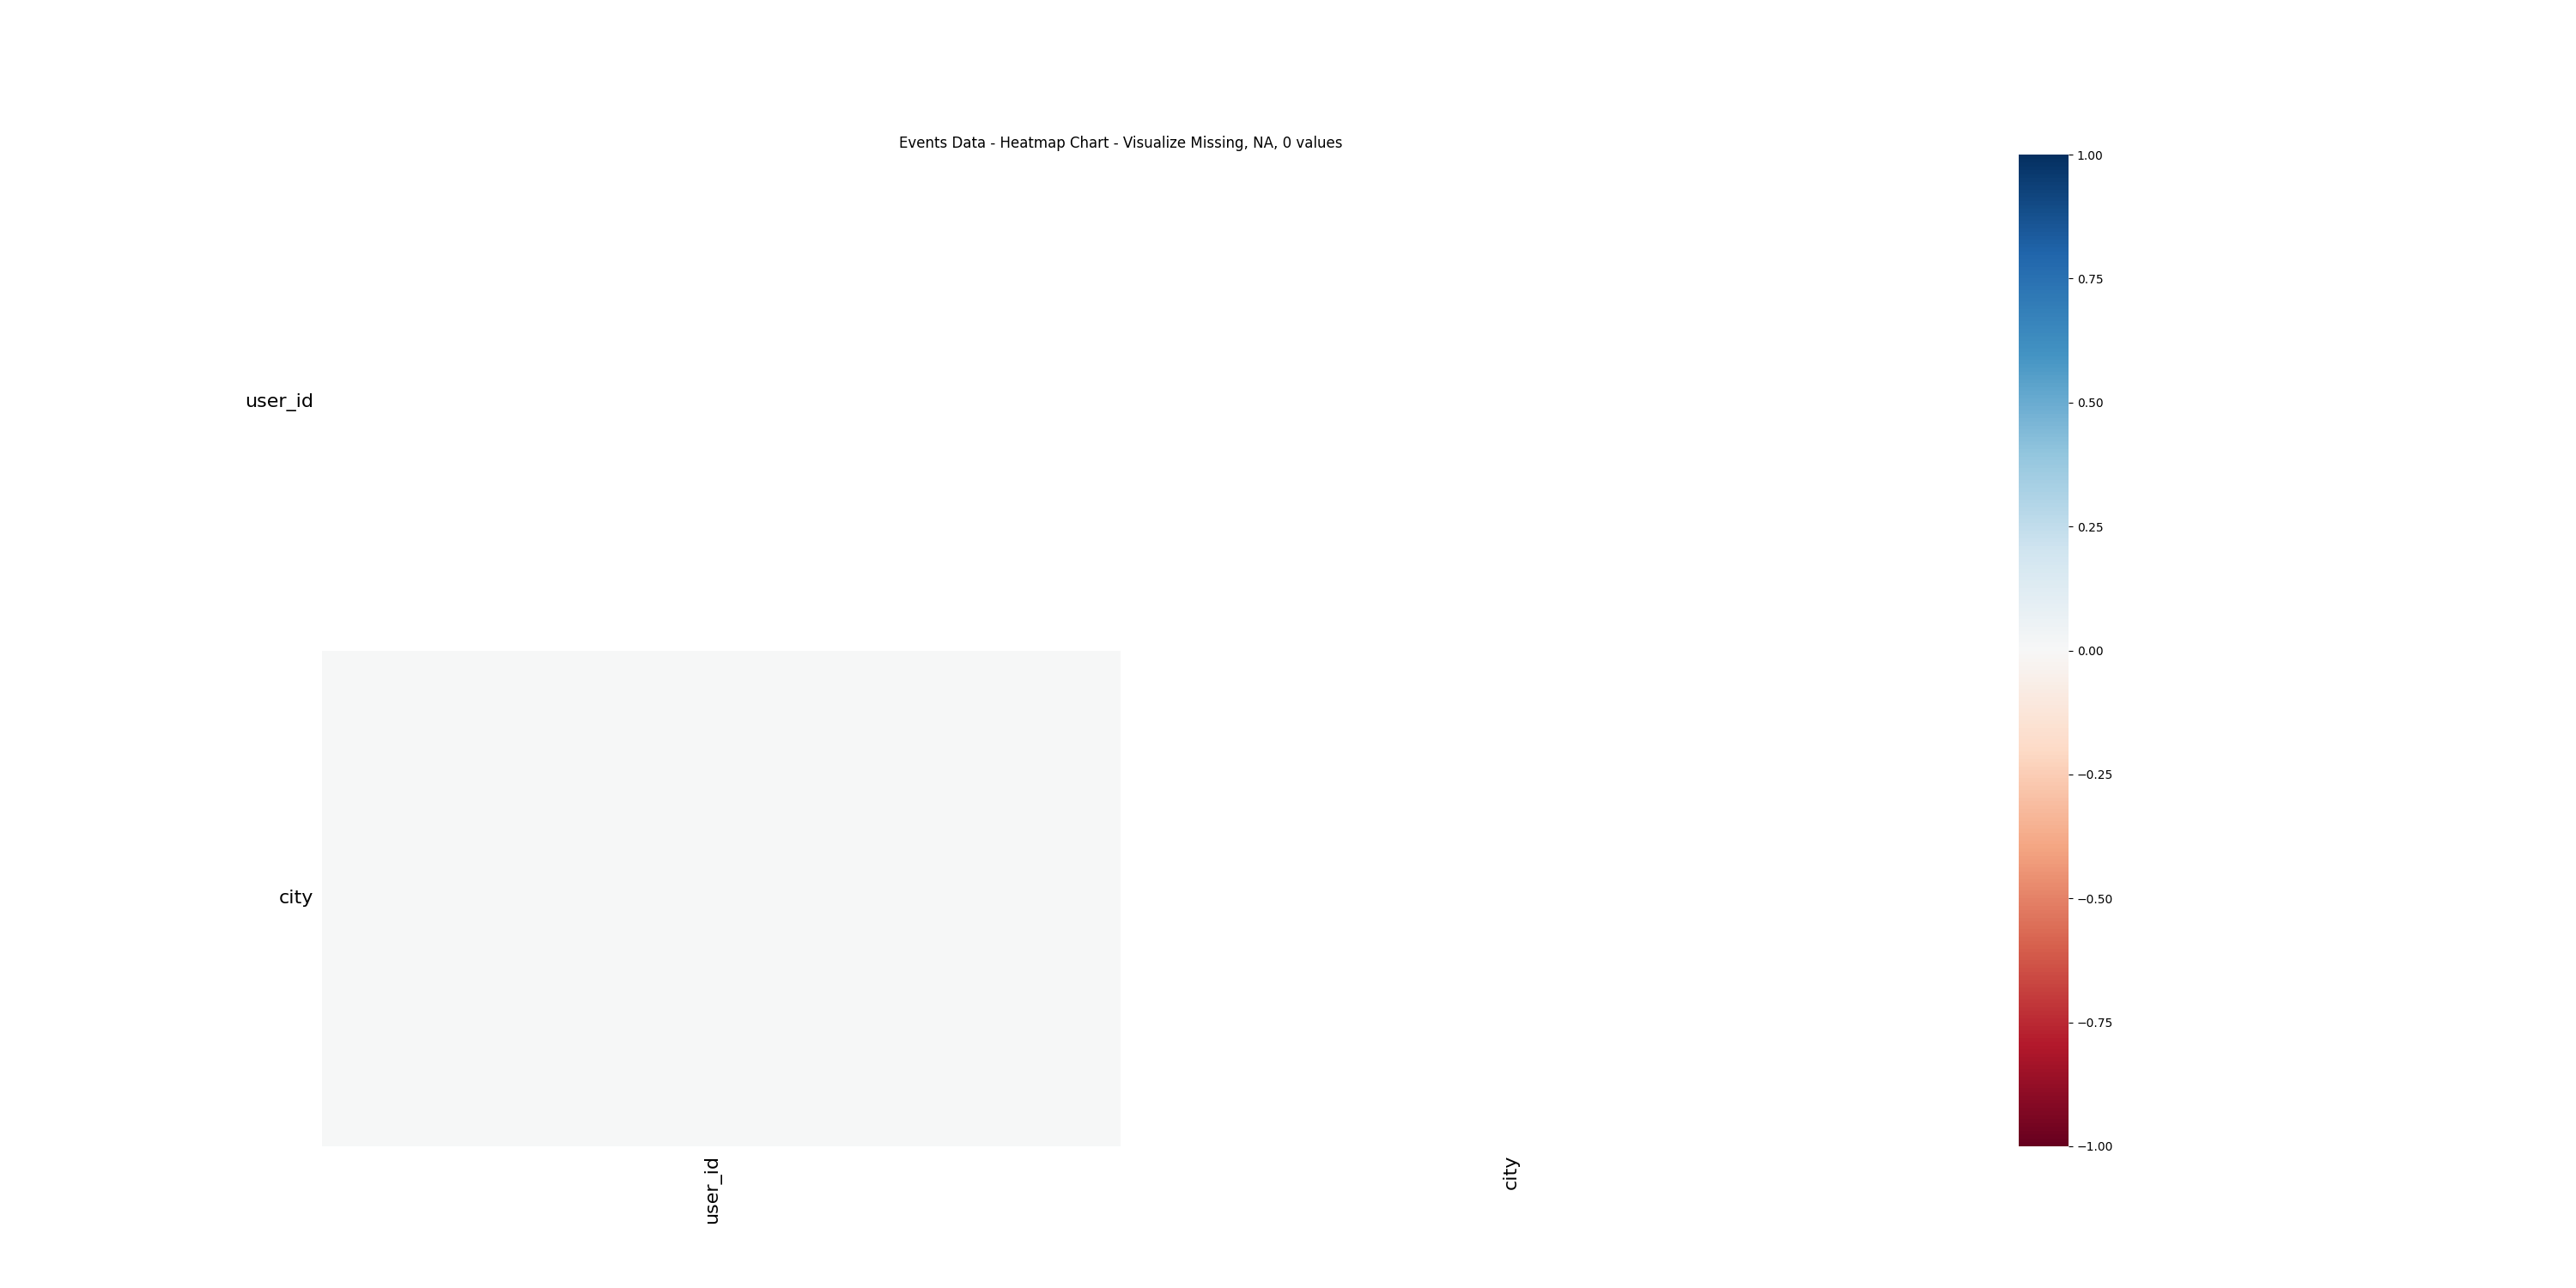 Events Data - Heatmap Chart - Visualize Missing, NA, 0 values
user_id
city
user_id
city
1.00
0.75
0.50
0.25
0.00
−0.25
−0.50
−0.75
−1.00